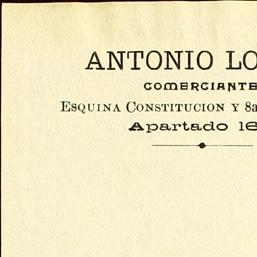 ANTONIO LO
COMERCIANTE
ESQUINA CONSTITUCION Y 8a
Apartado 16